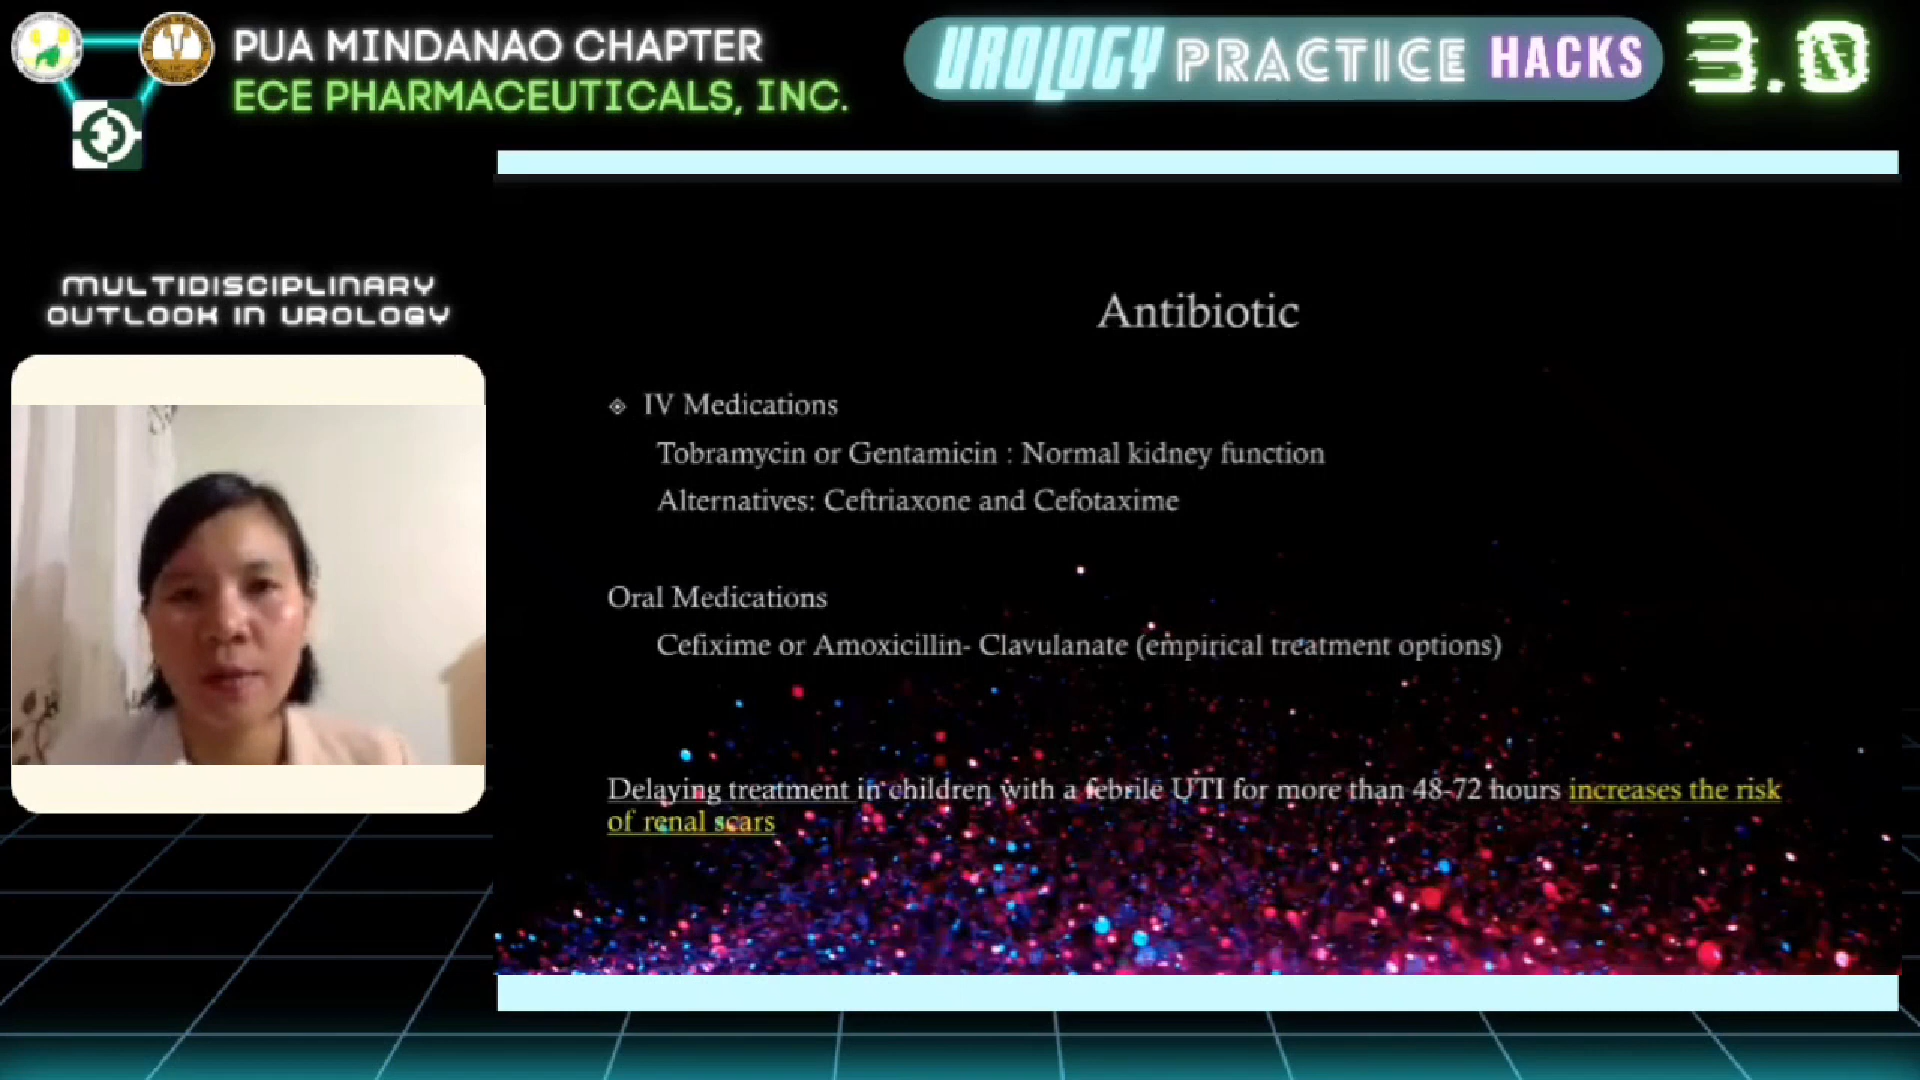 PUA MINDANAO CHAPTER
ECE PHARMACEUTICALS, INC.
UROLOGY PRACTICE HACKS 3.0
MULTIDISCIPLINARY
OUTLOOK IN UROLOGY
Antibiotic
IV Medications
Tobramycin or Gentamicin : Normal kidney function
Alternatives: Ceftriaxone and Cefotaxime
Oral Medications
Cefixime or Amoxicillin- Clavulanate (empirical treatment options)
Delaying treatment in children with a febrile UTI for more than 48-72 hours increases the risk
of renal scars